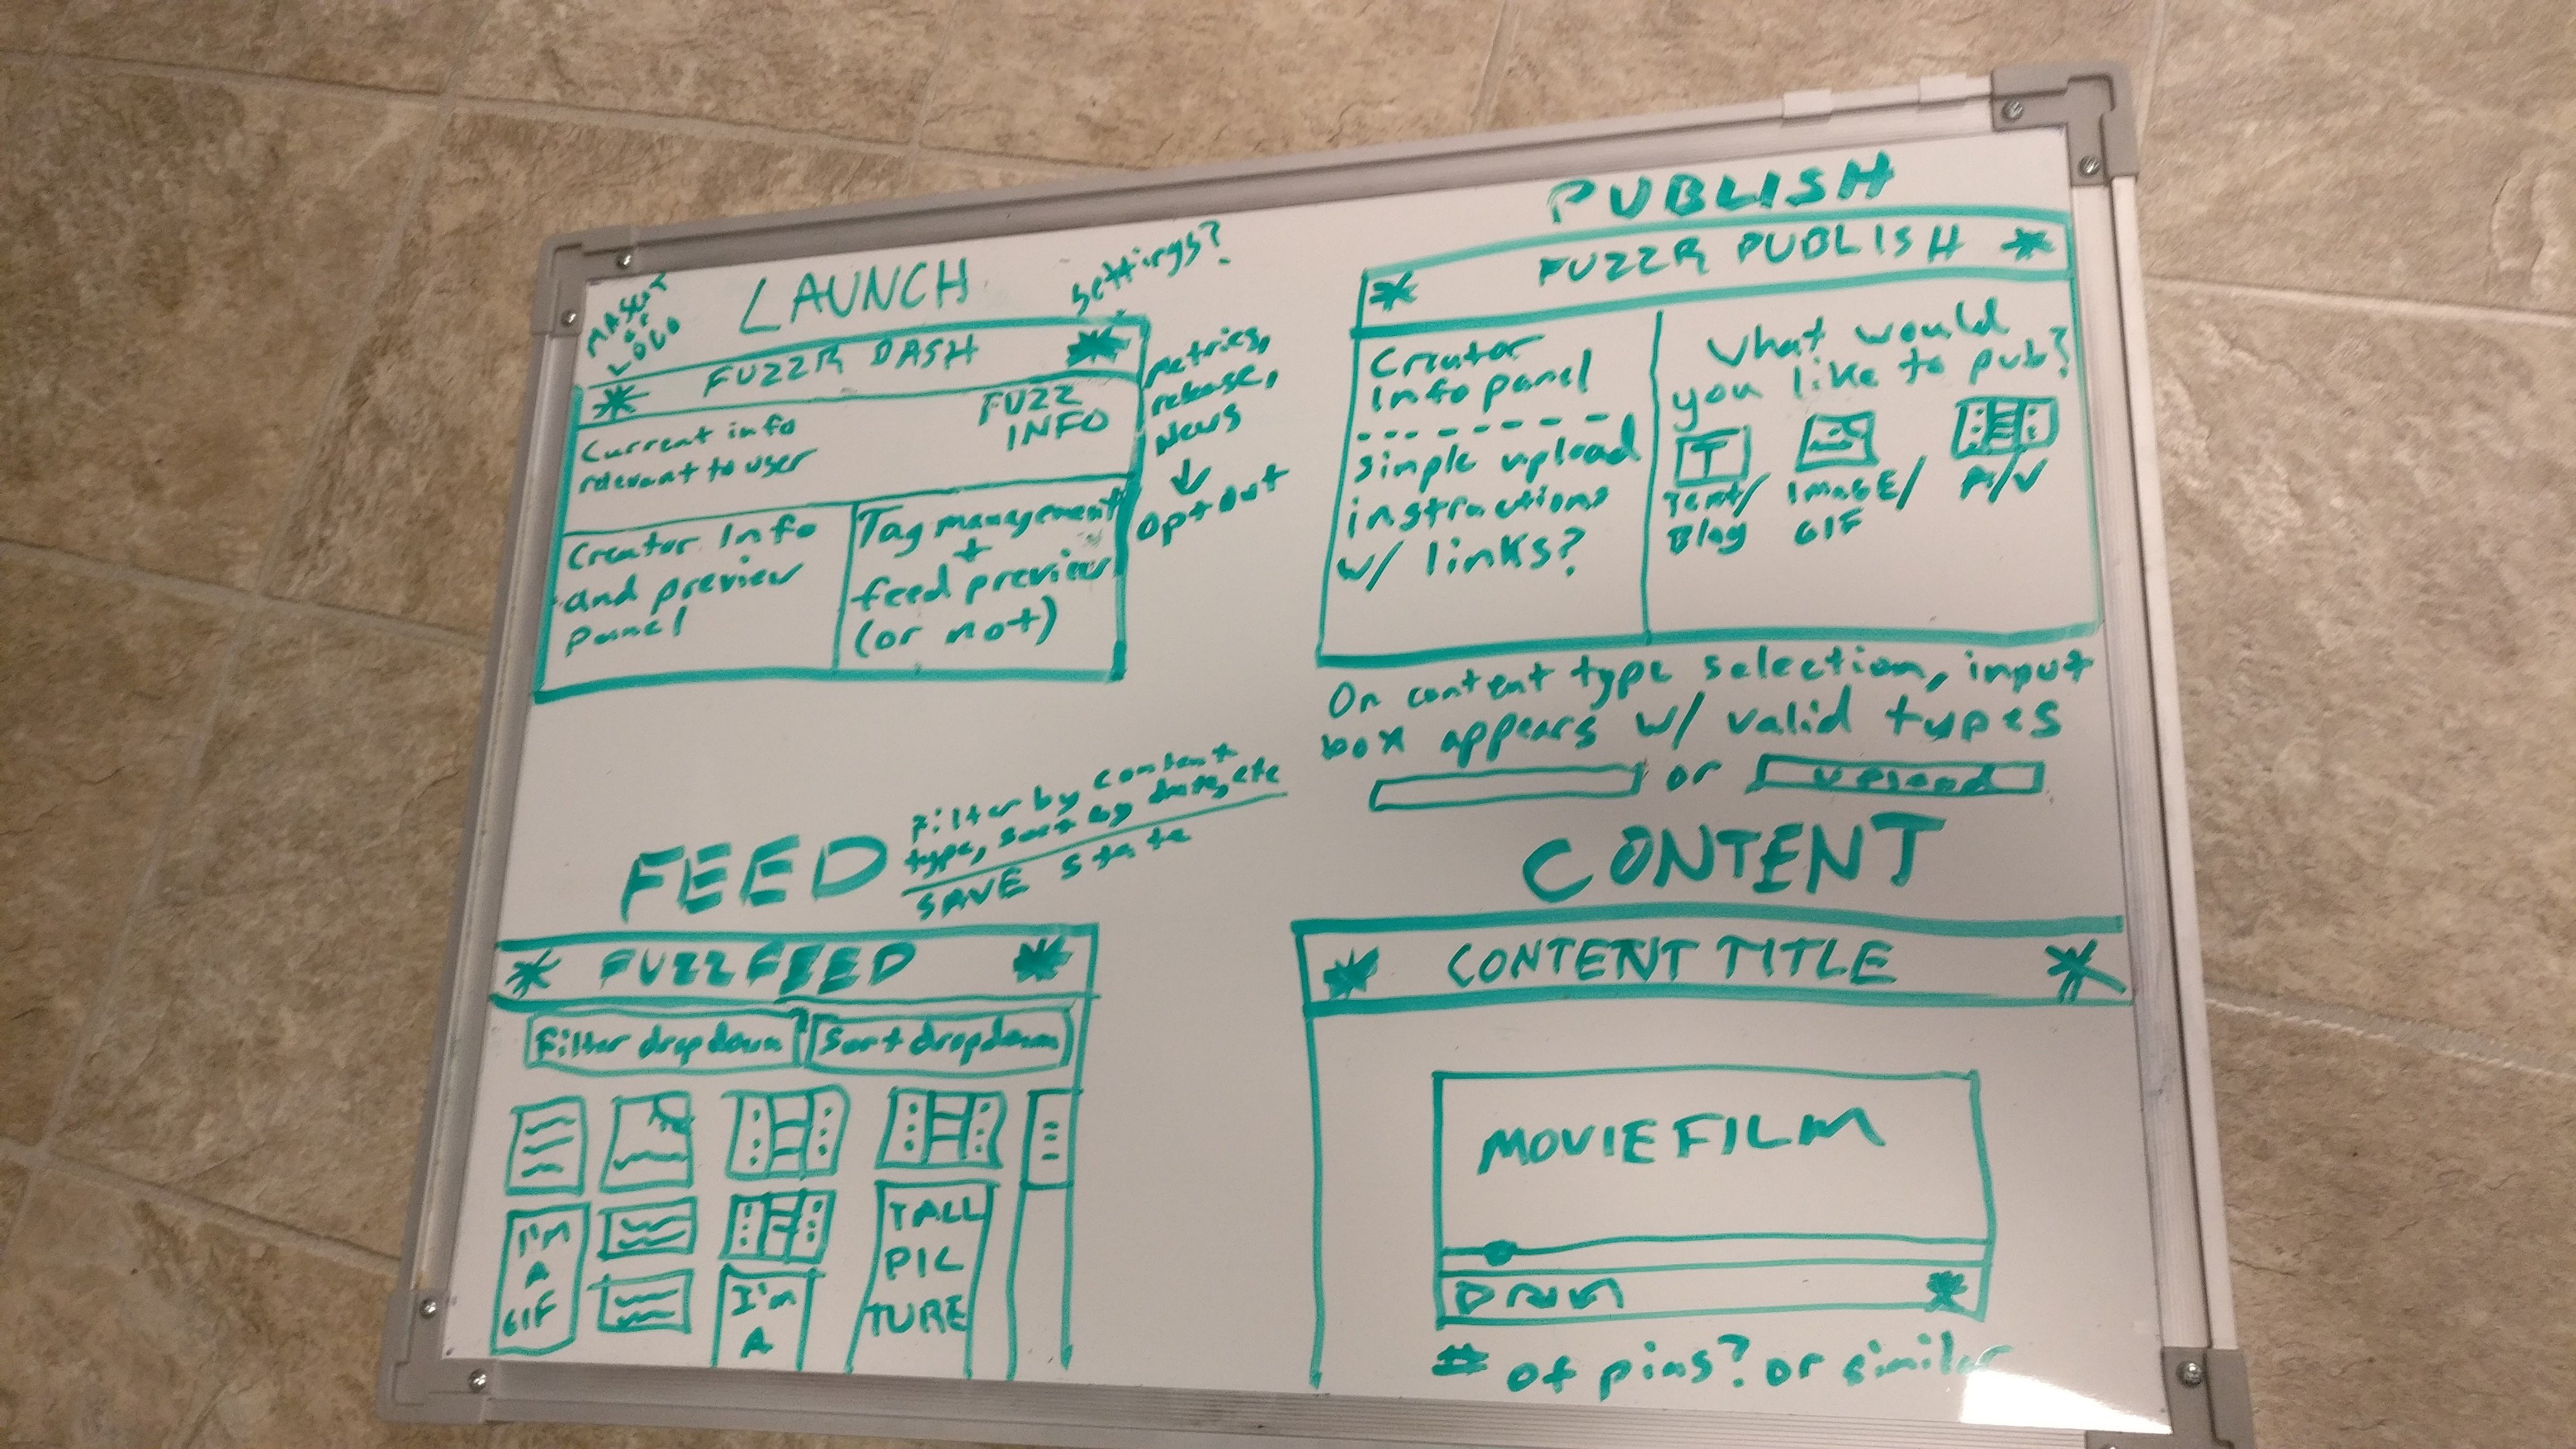 LAUNCH
MASCOT
or
LOGO
settings?
FUZZR DASH
Current info
relevant to user
FUZZ
INFO
Creator Info
and preview
panel
Tag management
+
feed preview
(or not)
Metrics,
release,
News
↓
opt out
PUBLISH
FUZZR PUBLISH
Creator
Info panel
simple upload
instructions
w/ links?
What would
you like to pub?
T
Text/
Blog
IMAGE/
GIF
A/V
On content type selection, input
box appears w/ valid types
or
upload
FEED
Filter by content
type, sort by date, etc
SAVE State
FUZZFEED
Filter dropdown
Sort dropdown
I'M
A
GIF
I'm
A
TALL
PIC
TURE
CONTENT
CONTENT TITLE
MOVIE FILM
# of pins? or similar